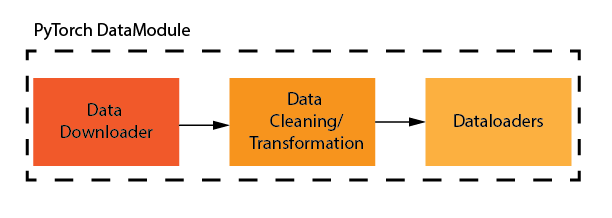 PyTorch DataModule
Data
Downloader
Data
Cleaning/
Transformation
Dataloaders